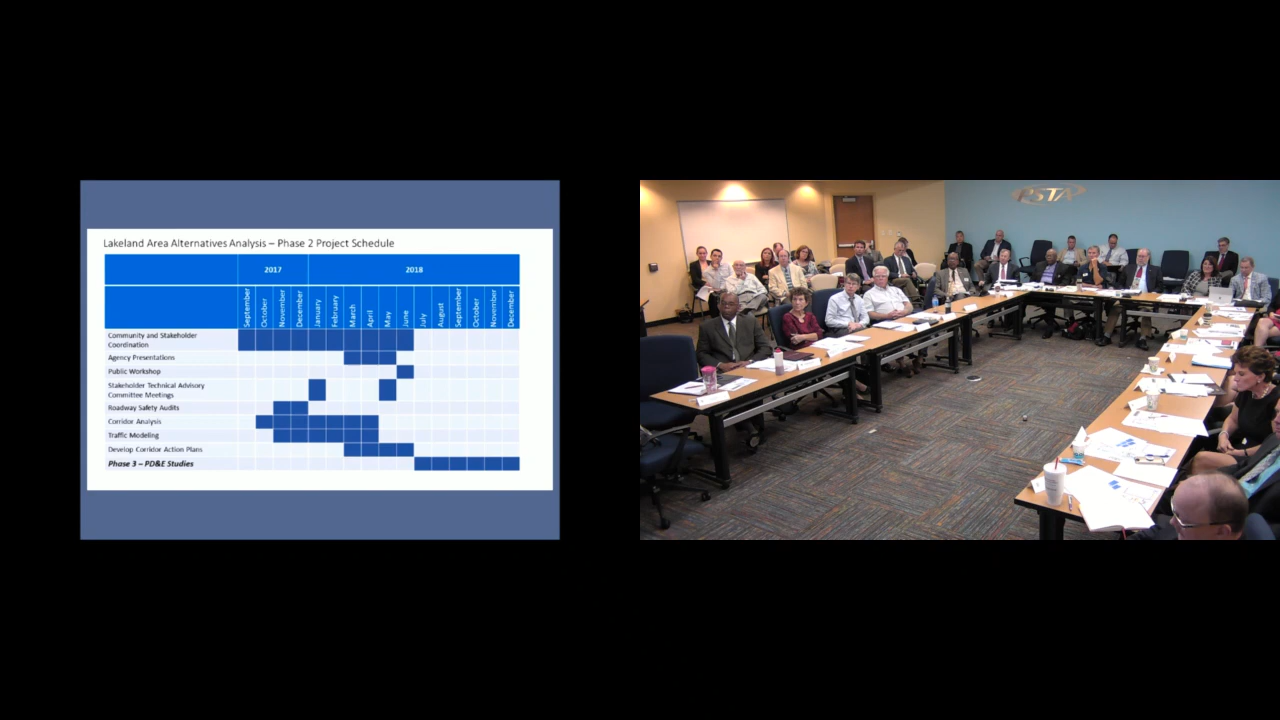 Lakeland Area Alternatives Analysis – Phase 2 Project Schedule
2017
2018
September
October
November
December
January
February
March
April
May
June
July
August
September
October
November
December
Community and Stakeholder
Coordination
Agency Presentations
Public Workshop
Stakeholder Technical Advisory
Committee Meetings
Roadway Safety Audits
Corridor Analysis
Traffic Modeling
Develop Corridor Action Plans
Phase 3 – PD&E Studies
PSTA